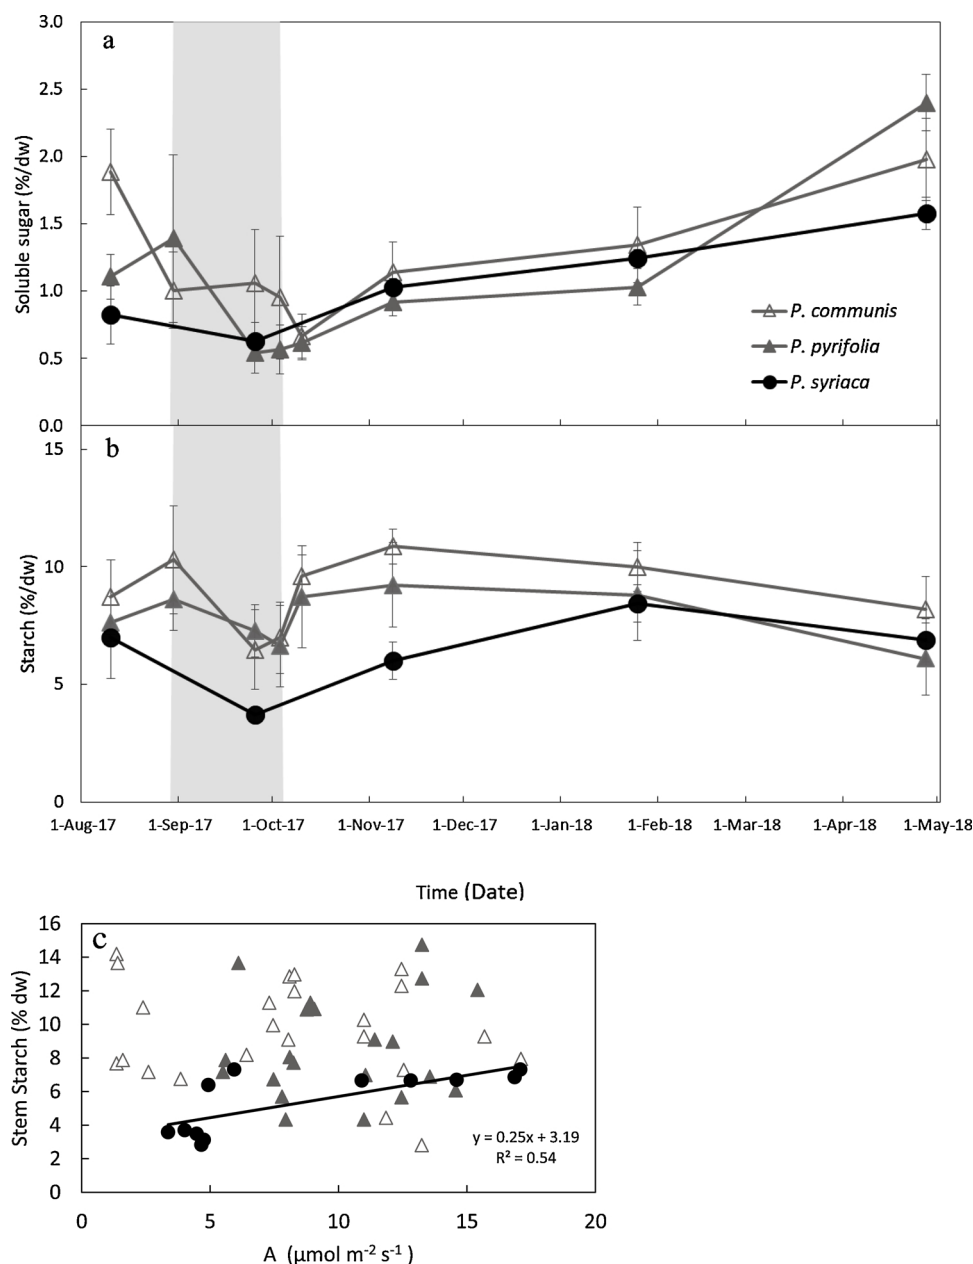 a
3.0
2.5
2.0
1.5
1.0
0.5
0.0
Soluble sugar (%/dw)
P. communis
P. pyrifolia
P. syriaca
b
15
10
5
0
Starch (%/dw)
1-Aug-17 1-Sep-17 1-Oct-17 1-Nov-17 1-Dec-17 1-Jan-18 1-Feb-18 1-Mar-18 1-Apr-18 1-May-18
Time (Date)
c
16
14
12
10
8
6
4
2
0
Stem Starch (% dw)
y = 0.25x + 3.19
R² = 0.54
0 5 10 15 20
A (µmol m⁻² s⁻¹)